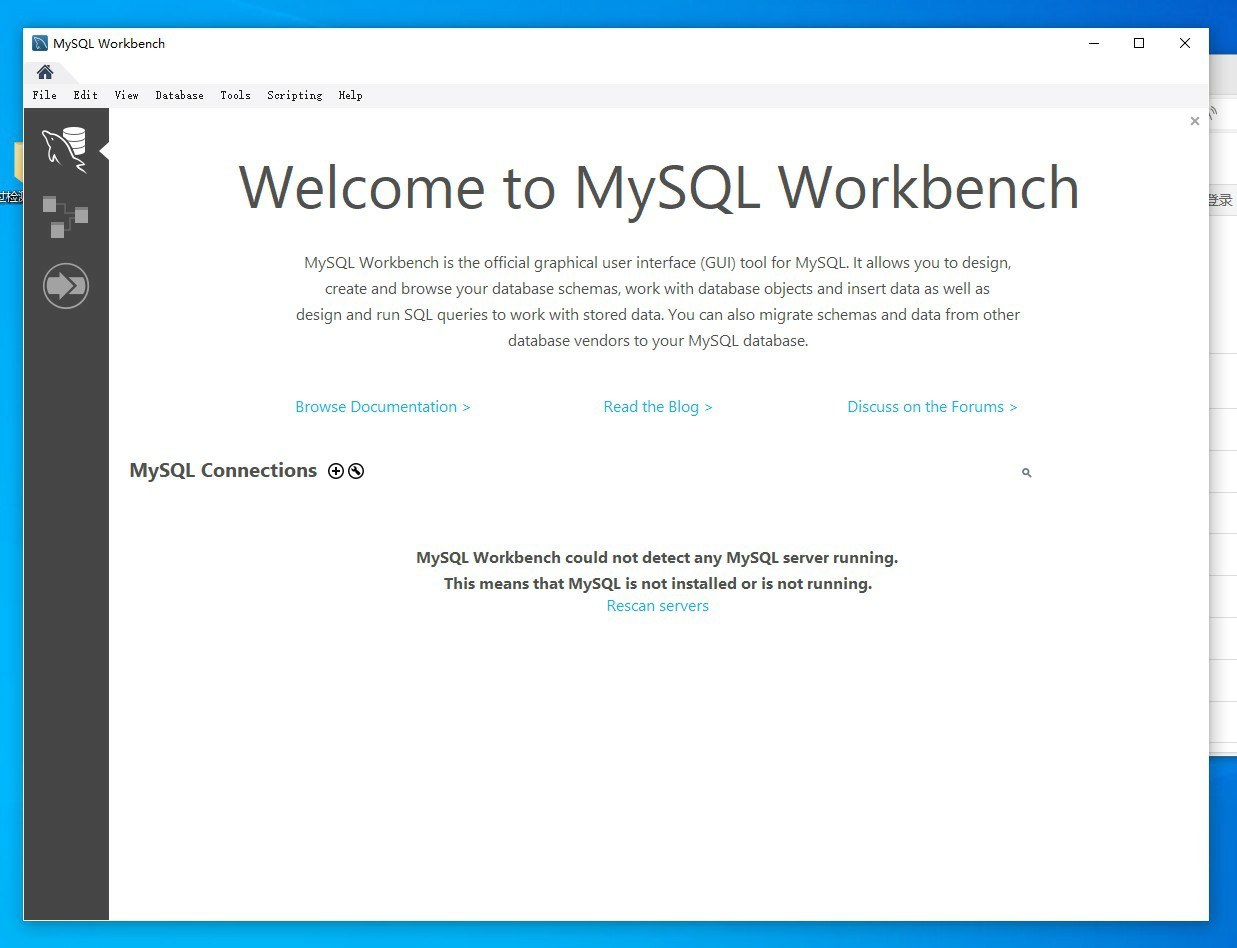 MySQL Workbench
File Edit View Database Tools Scripting Help
过检测
登录
Welcome to MySQL Workbench
MySQL Workbench is the official graphical user interface (GUI) tool for MySQL. It allows you to design,
create and browse your database schemas, work with database objects and insert data as well as
design and run SQL queries to work with stored data. You can also migrate schemas and data from other
database vendors to your MySQL database.
Browse Documentation >
Read the Blog >
Discuss on the Forums >
MySQL Connections
MySQL Workbench could not detect any MySQL server running.
This means that MySQL is not installed or is not running.
Rescan servers